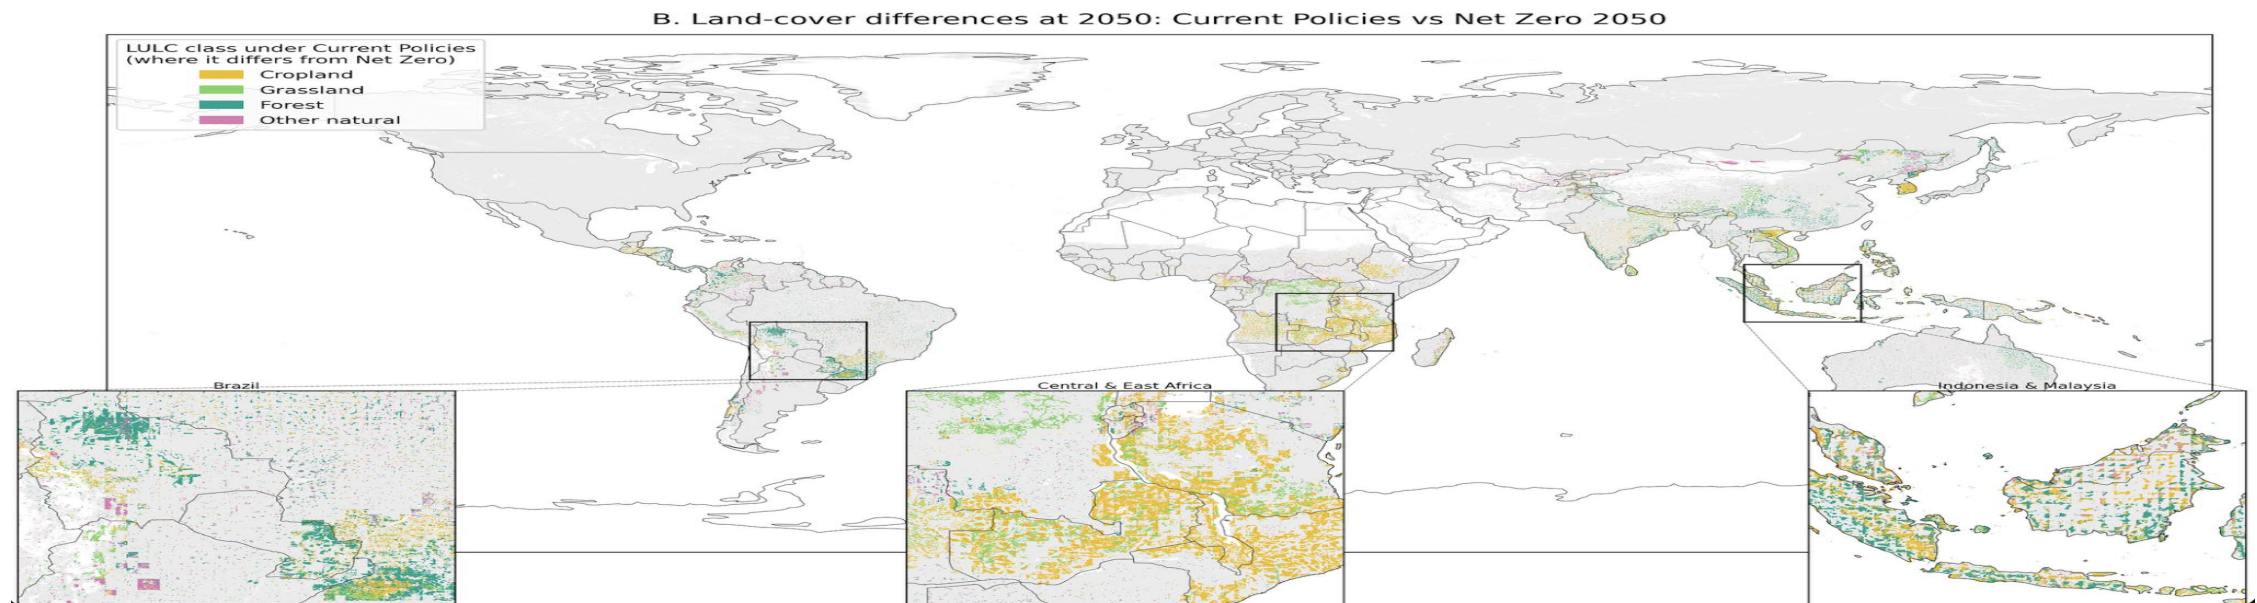 B. Land-cover differences at 2050: Current Policies vs Net Zero 2050
LULC class under Current Policies
(where it differs from Net Zero)
Cropland
Grassland
Forest
Other natural
Brazil
Central & East Africa
Indonesia & Malaysia